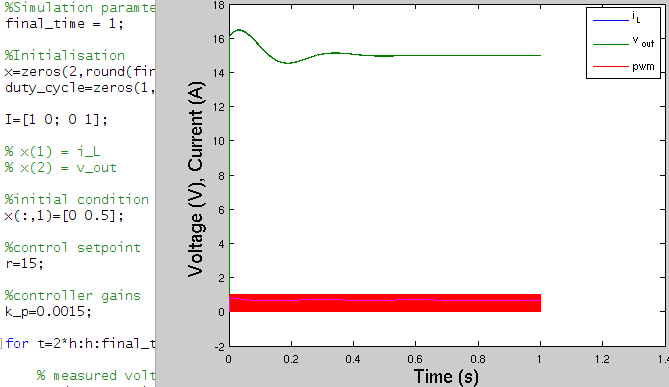 %Simulation paramte
final_time = 1;
%Initialisation
x=zeros(2,round(fin
duty_cycle=zeros(1,
I=[1 0; 0 1];
% x(1) = i_L
% x(2) = v_out
%initial condition
x(:,1)=[0 0.5];
%control setpoint
r=15;
%controller gains
k_p=0.0015;
for t=2*h:h:final_t
% measured volt
Voltage (V), Current (A)
18
16
14
12
10
8
6
4
2
0
-2
0
0.2
0.4
0.6
0.8
1
1.2
1.4
Time (s)
i_L
v_out
pwm